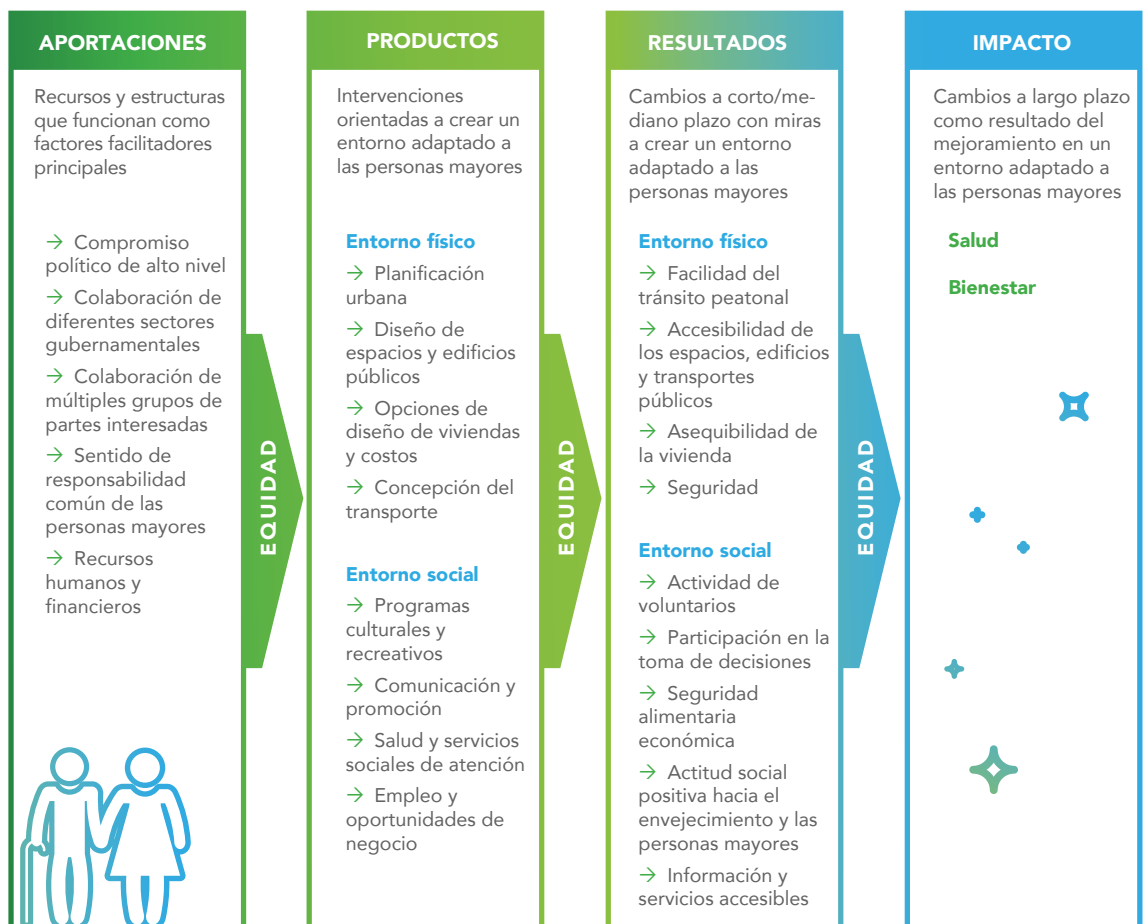 APORTACIONES
Recursos y estructuras
que funcionan como
factores facilitadores
principales
→ Compromiso
político de alto nivel
→ Colaboración de
diferentes sectores
gubernamentales
→ Colaboración de
múltiples grupos de
partes interesadas
→ Sentido de
responsabilidad
común de las
personas mayores
→ Recursos
humanos y
financieros
EQUIDAD
PRODUCTOS
Intervenciones
orientadas a crear un
entorno adaptado a
las personas mayores
Entorno físico
→ Planificación
urbana
→ Diseño de
espacios y edificios
públicos
→ Opciones de
diseño de viviendas
y costos
→ Concepción del
transporte
Entorno social
→ Programas
culturales y
recreativos
→ Comunicación y
promoción
→ Salud y servicios
sociales de atención
→ Empleo y
oportunidades de
negocio
EQUIDAD
RESULTADOS
Cambios a corto/me-
diano plazo con miras
a crear un entorno
adaptado a las
personas mayores
Entorno físico
→ Facilidad del
tránsito peatonal
→ Accesibilidad de
los espacios, edificios
y transportes
públicos
→ Asequibilidad de
la vivienda
→ Seguridad
Entorno social
→ Actividad de
voluntarios
→ Participación en la
toma de decisiones
→ Seguridad
alimentaria
económica
→ Actitud social
positiva hacia el
envejecimiento y las
personas mayores
→ Información y
servicios accesibles
EQUIDAD
IMPACTO
Cambios a largo plazo
como resultado del
mejoramiento en un
entorno adaptado a
las personas mayores
Salud
Bienestar